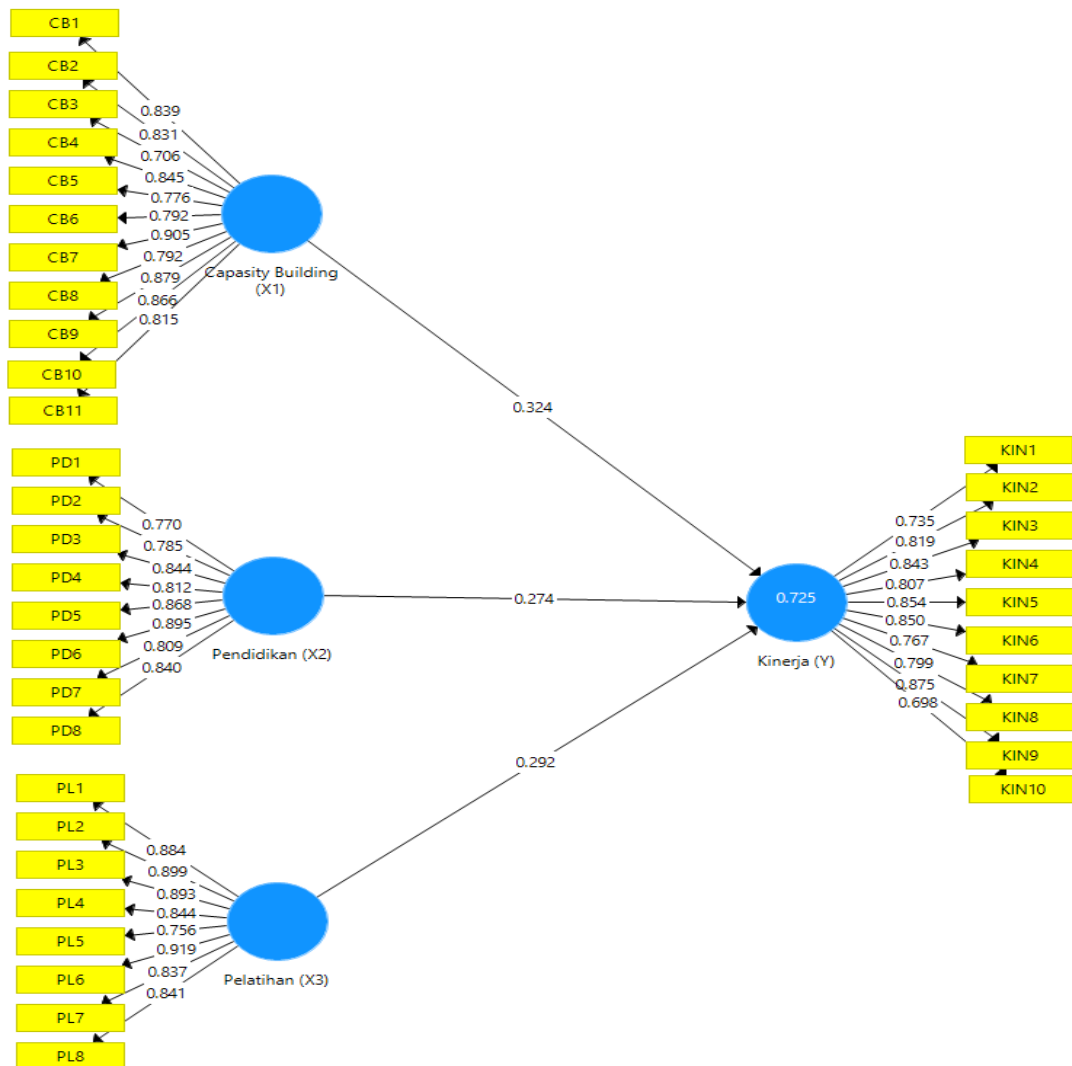 CB1
CB2
CB3
CB4
CB5
CB6
CB7
CB8
CB9
CB10
CB11
0.839
0.831
0.706
0.845
0.776
0.792
0.905
0.792
0.879
0.866
0.815
Capasity Building
(X1)
0.324
PD1
PD2
PD3
PD4
PD5
PD6
PD7
PD8
0.770
0.785
0.844
0.812
0.868
0.895
0.809
0.840
Pendidikan (X2)
0.274
PL1
PL2
PL3
PL4
PL5
PL6
PL7
PL8
0.884
0.899
0.893
0.844
0.756
0.919
0.837
0.841
Pelatihan (X3)
0.292
0.725
Kinerja (Y)
0.735
0.819
0.843
0.807
0.854
0.850
0.767
0.799
0.875
0.698
KIN1
KIN2
KIN3
KIN4
KIN5
KIN6
KIN7
KIN8
KIN9
KIN10